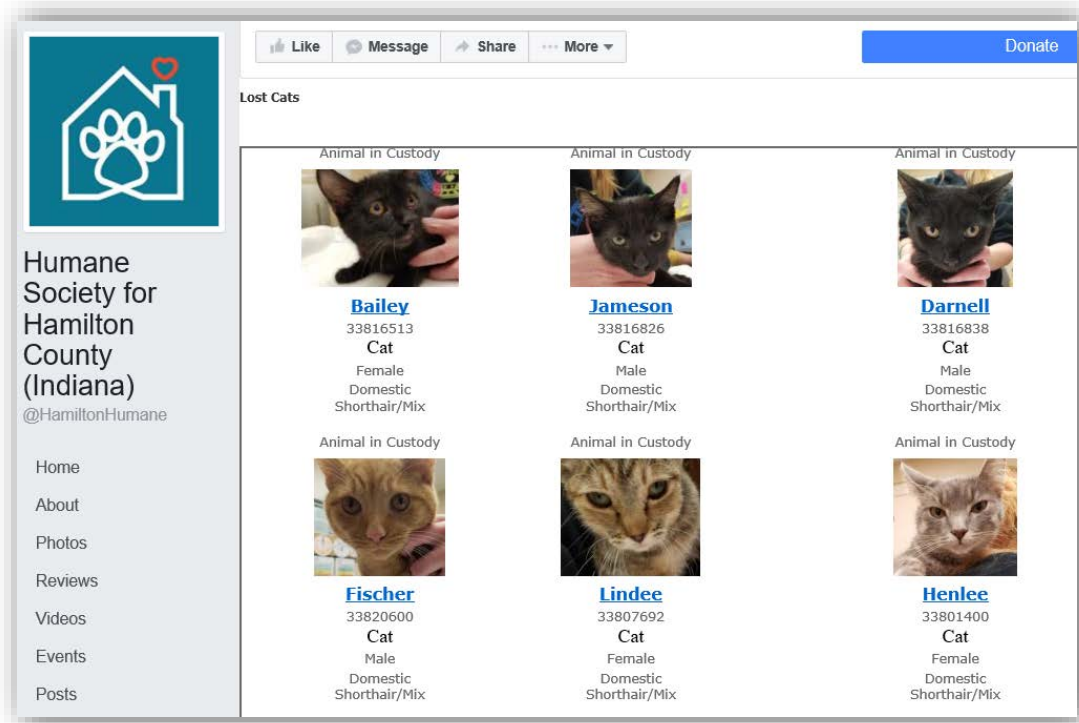 Like Message Share More
Donate
Lost Cats
Humane
Society for
Hamilton
County
(Indiana)
@HamiltonHumane
Home
About
Photos
Reviews
Videos
Events
Posts
Animal in Custody Animal in Custody Animal in Custody
Bailey Jameson Darnell
33816513 33816826 33816838
Cat Cat Cat
Female Male Male
Domestic Domestic Domestic
Shorthair/Mix Shorthair/Mix Shorthair/Mix
Animal in Custody Animal in Custody Animal in Custody
Fischer Lindee Henlee
33820600 33807692 33801400
Cat Cat Cat
Male Female Female
Domestic Domestic Domestic
Shorthair/Mix Shorthair/Mix Shorthair/Mix